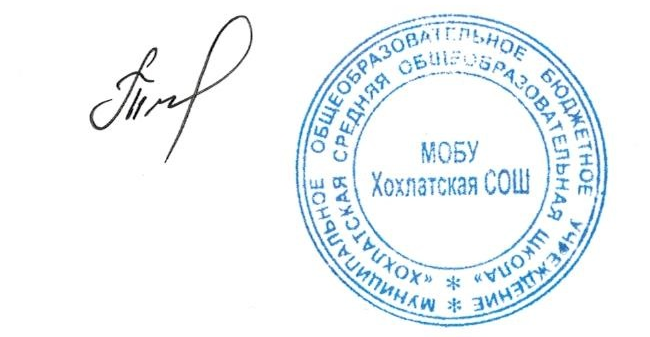 МУНИЦИПАЛЬНОЕ ОБЩЕОБРАЗОВАТЕЛЬНОЕ БЮДЖЕТНОЕ УЧРЕЖДЕНИЕ *
«ХОХЛАТСКАЯ СРЕДНЯЯ ОБЩЕОБРАЗОВАТЕЛЬНАЯ ШКОЛА» *
МОБУ
Хохлатская СОШ